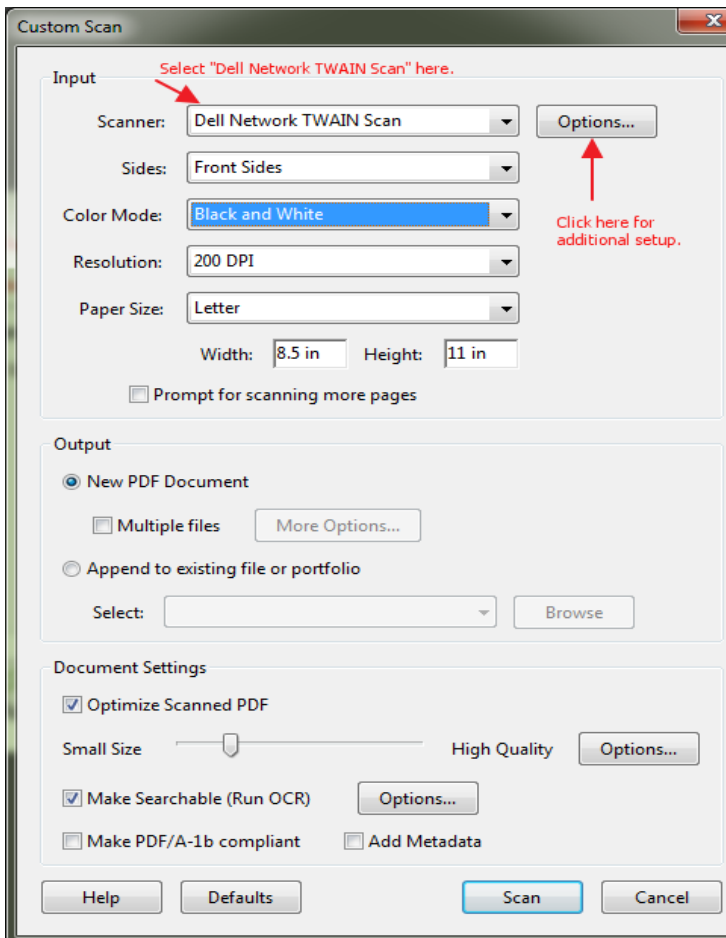 Custom Scan
Select "Dell Network TWAIN Scan" here.
Input
Scanner: Dell Network TWAIN Scan Options...
Sides: Front Sides
Color Mode: Black and White
Click here for
additional setup.
Resolution: 200 DPI
Paper Size: Letter
Width: 8.5 in Height: 11 in
Prompt for scanning more pages
Output
New PDF Document
Multiple files More Options...
Append to existing file or portfolio
Select: Browse
Document Settings
Optimize Scanned PDF
Small Size High Quality Options...
Make Searchable (Run OCR) Options...
Make PDF/A-1b compliant Add Metadata
Help Defaults Scan Cancel